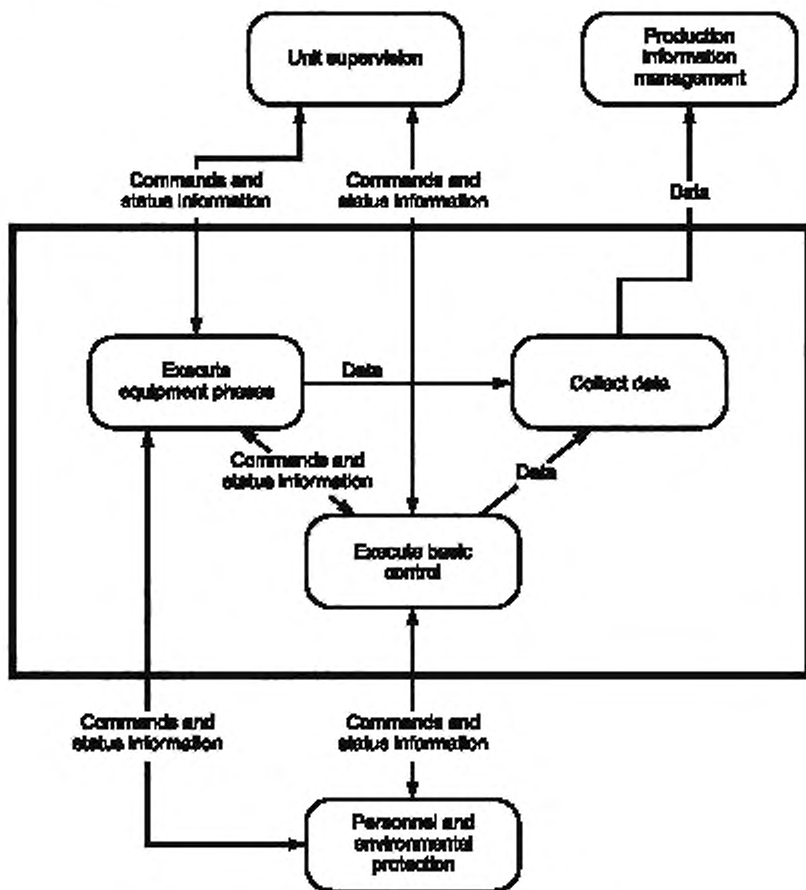 Unit supervision
Production
information
management
Commands and
status information
Commands and
status information
Data
Execute
equipment phases
Data
Collect data
Commands and
status information
Data
Execute basic
control
Commands and
status information
Commands and
status information
Personnel and
environmental
protection